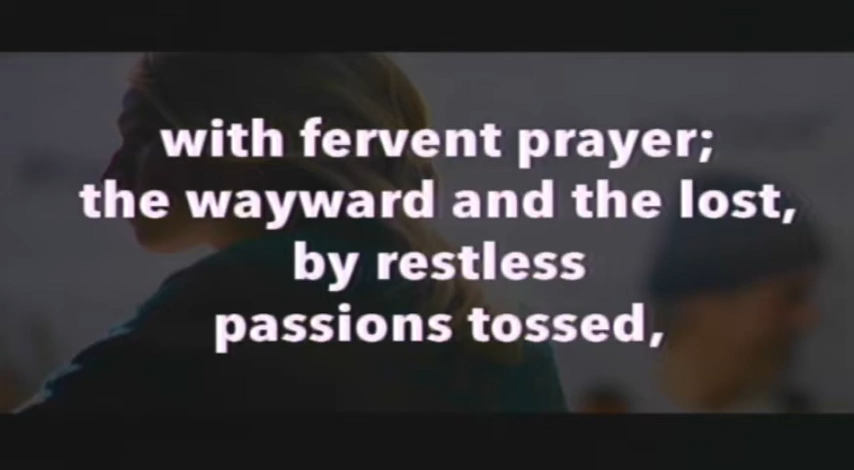 with fervent prayer;
the wayward and the lost,
by restless
passions tossed,